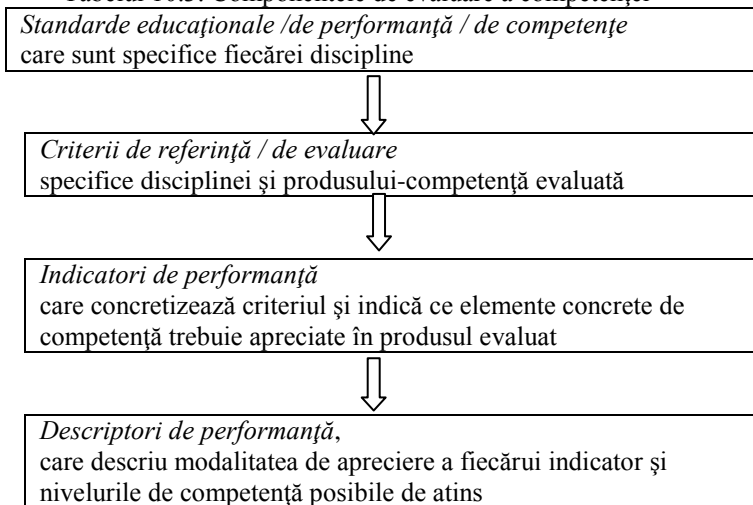 Tabelul 10.3. Componentele de evaluare a competenţei
Standarde educaţionale /de performanţă / de competenţe
care sunt specifice fiecărei discipline
Criterii de referinţă / de evaluare
specifice disciplinei şi produsului-competenţă evaluată
Indicatori de performanţă
care concretizează criteriul şi indică ce elemente concrete de
competenţă trebuie apreciate în produsul evaluat
Descriptori de performanţă,
care descriu modalitatea de apreciere a fiecărui indicator şi
nivelurile de competenţă posibile de atins